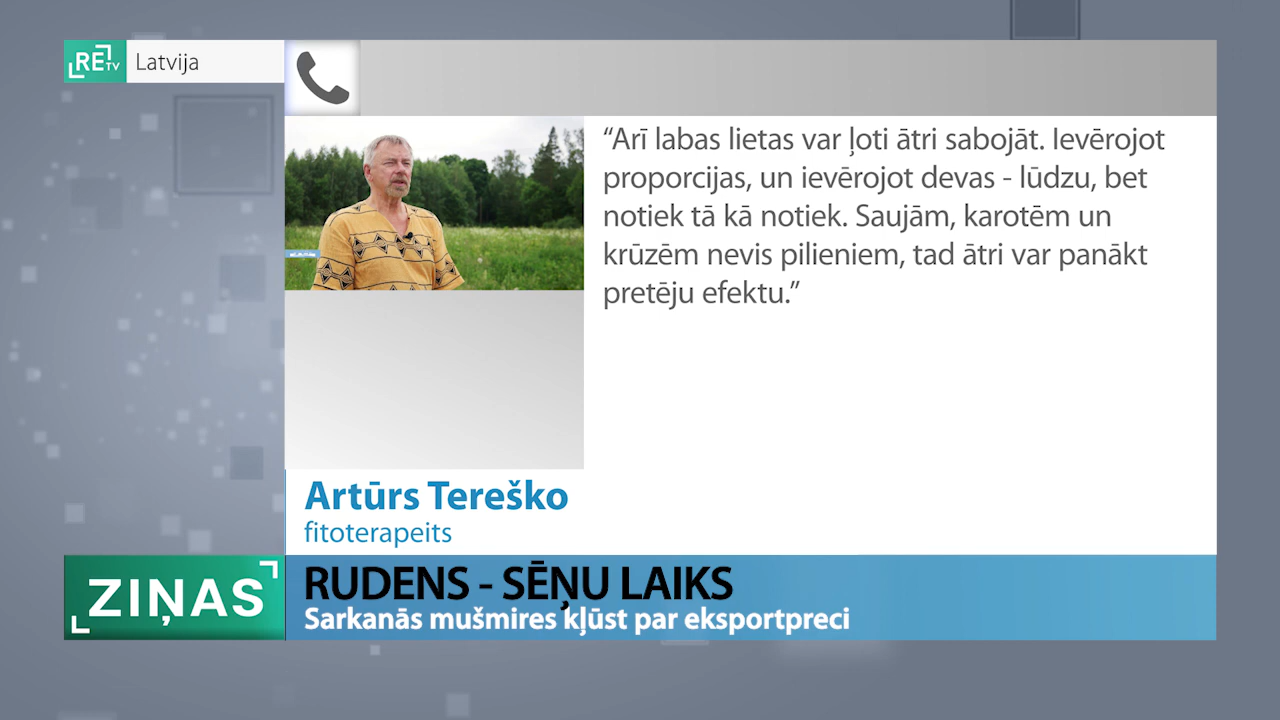 RE TV Latvija
“Arī labas lietas var ļoti ātri sabojāt. Ievērojot
proporcijas, un ievērojot devas - lūdzu, bet
notiek tā kā notiek. Saujām, karotēm un
krūzēm nevis pilieniem, tad ātri var panākt
pretēju efektu.”
Artūrs Tereško
fitoterapeits
ZIŅAS
RUDENS - SĒŅU LAIKS
Sarkanās mušmires kļūst par eksportpreci